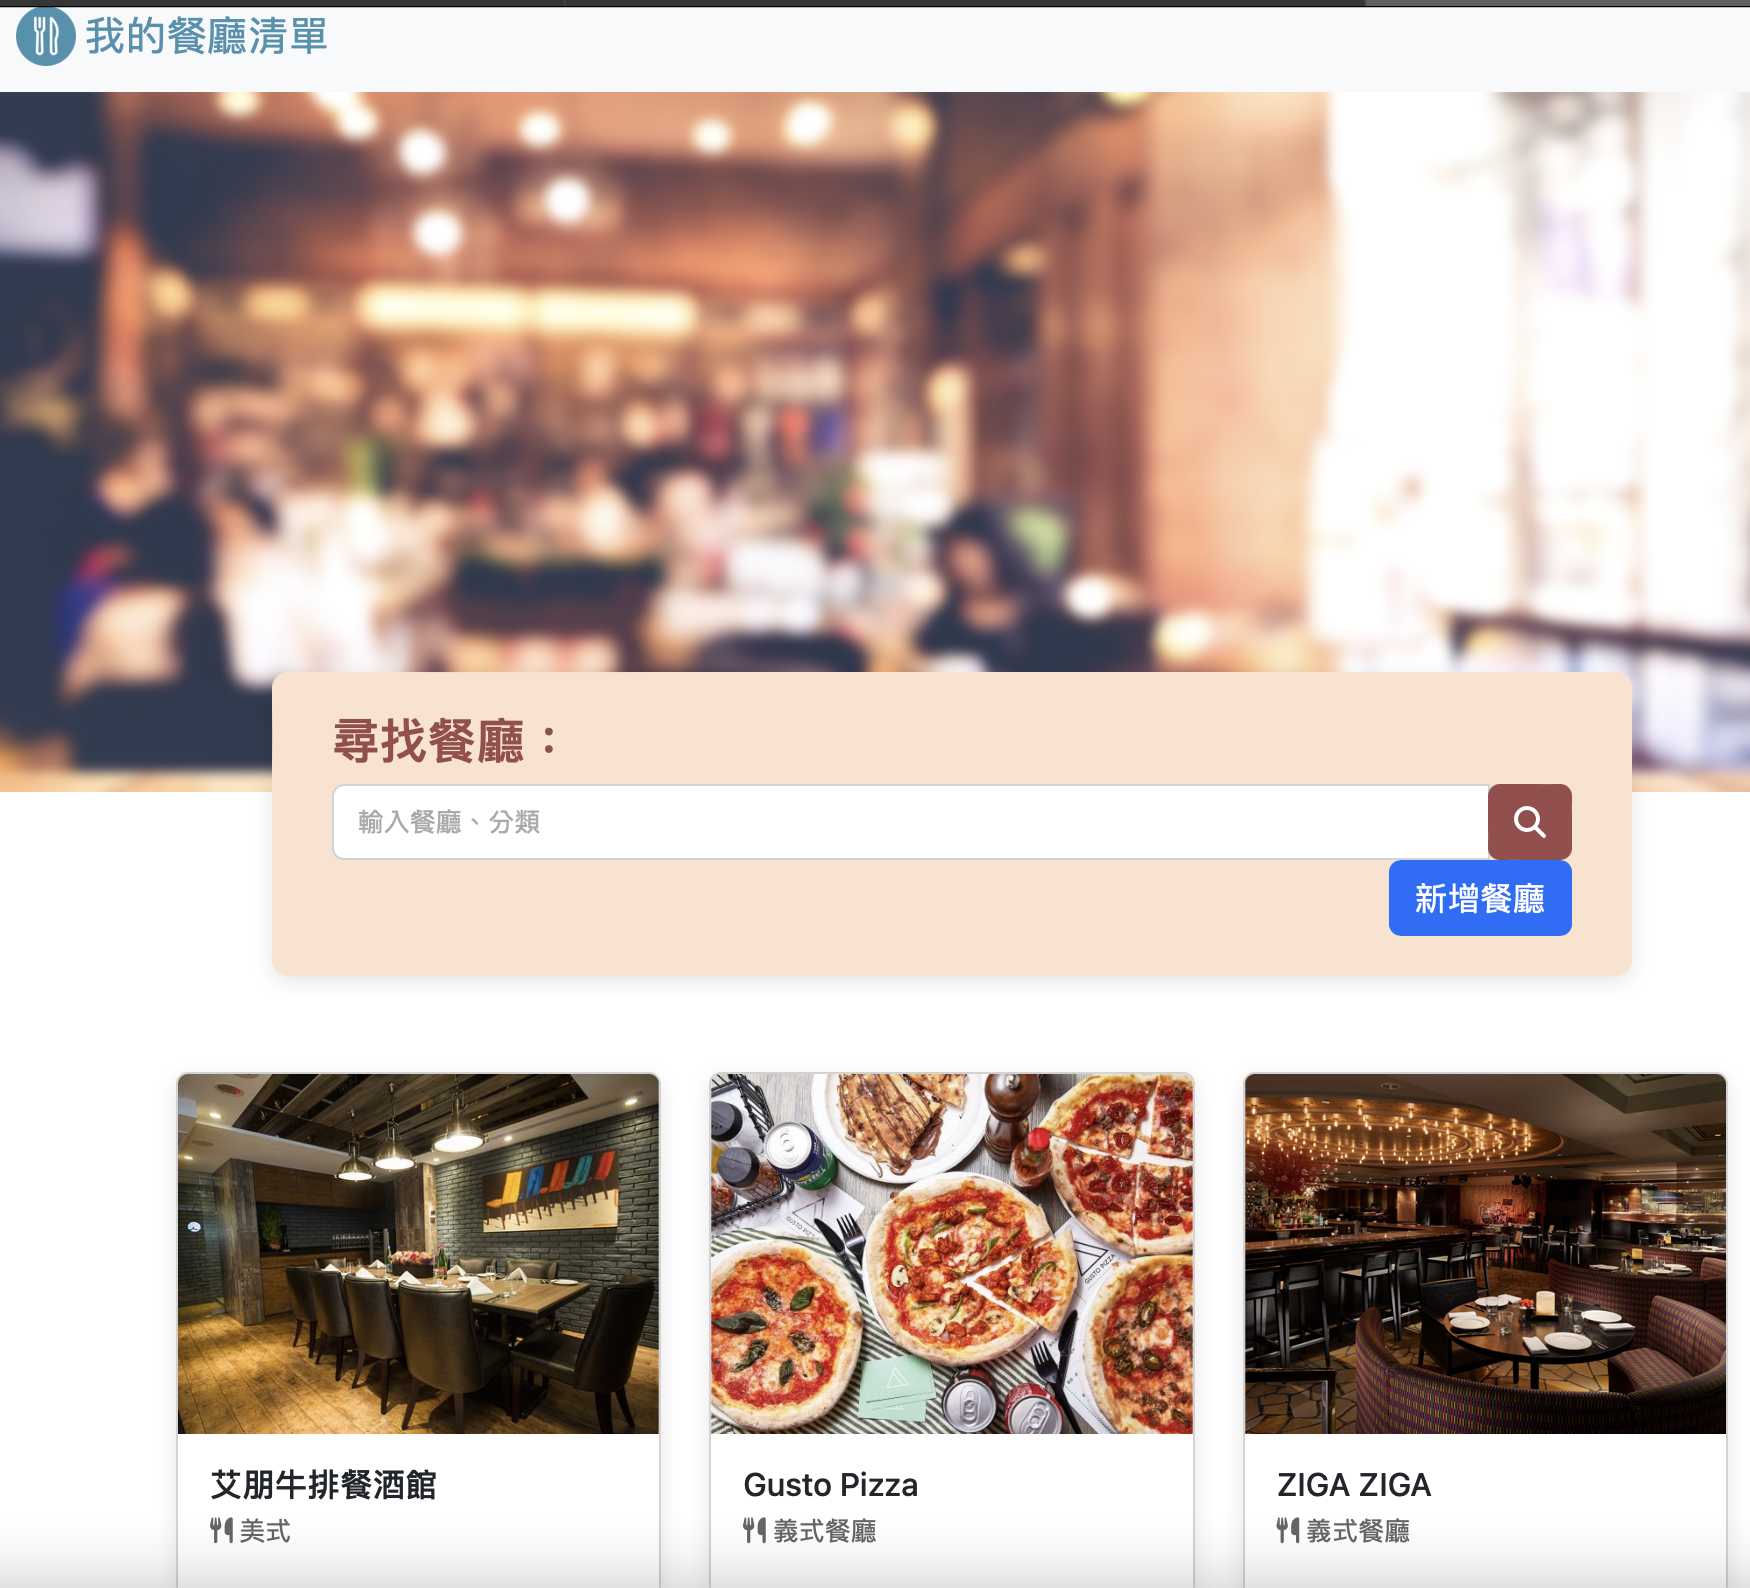 我的餐廳清單
尋找餐廳：
輸入餐廳、分類
新增餐廳
艾朋牛排餐酒館
美式
GUSTO PIZZA
Gusto Pizza
義式餐廳
ZIGA ZIGA
義式餐廳